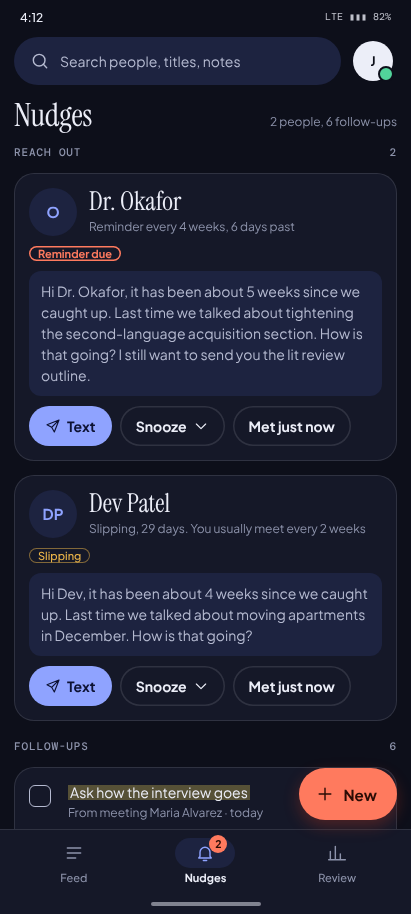 4:12
LTE 82%
Search people, titles, notes
J
Nudges
2 people, 6 follow-ups
REACH OUT
2
O
Dr. Okafor
Reminder every 4 weeks, 6 days past
Reminder due
Hi Dr. Okafor, it has been about 5 weeks since we
caught up. Last time we talked about tightening
the second-language acquisition section. How is
that going? I still want to send you the lit review
outline.
Text
Snooze
Met just now
DP
Dev Patel
Slipping, 29 days. You usually meet every 2 weeks
Slipping
Hi Dev, it has been about 4 weeks since we caught
up. Last time we talked about moving apartments
in December. How is that going?
Text
Snooze
Met just now
FOLLOW-UPS
6
Ask how the interview goes
From meeting Maria Alvarez · today
New
2
Feed
Nudges
Review